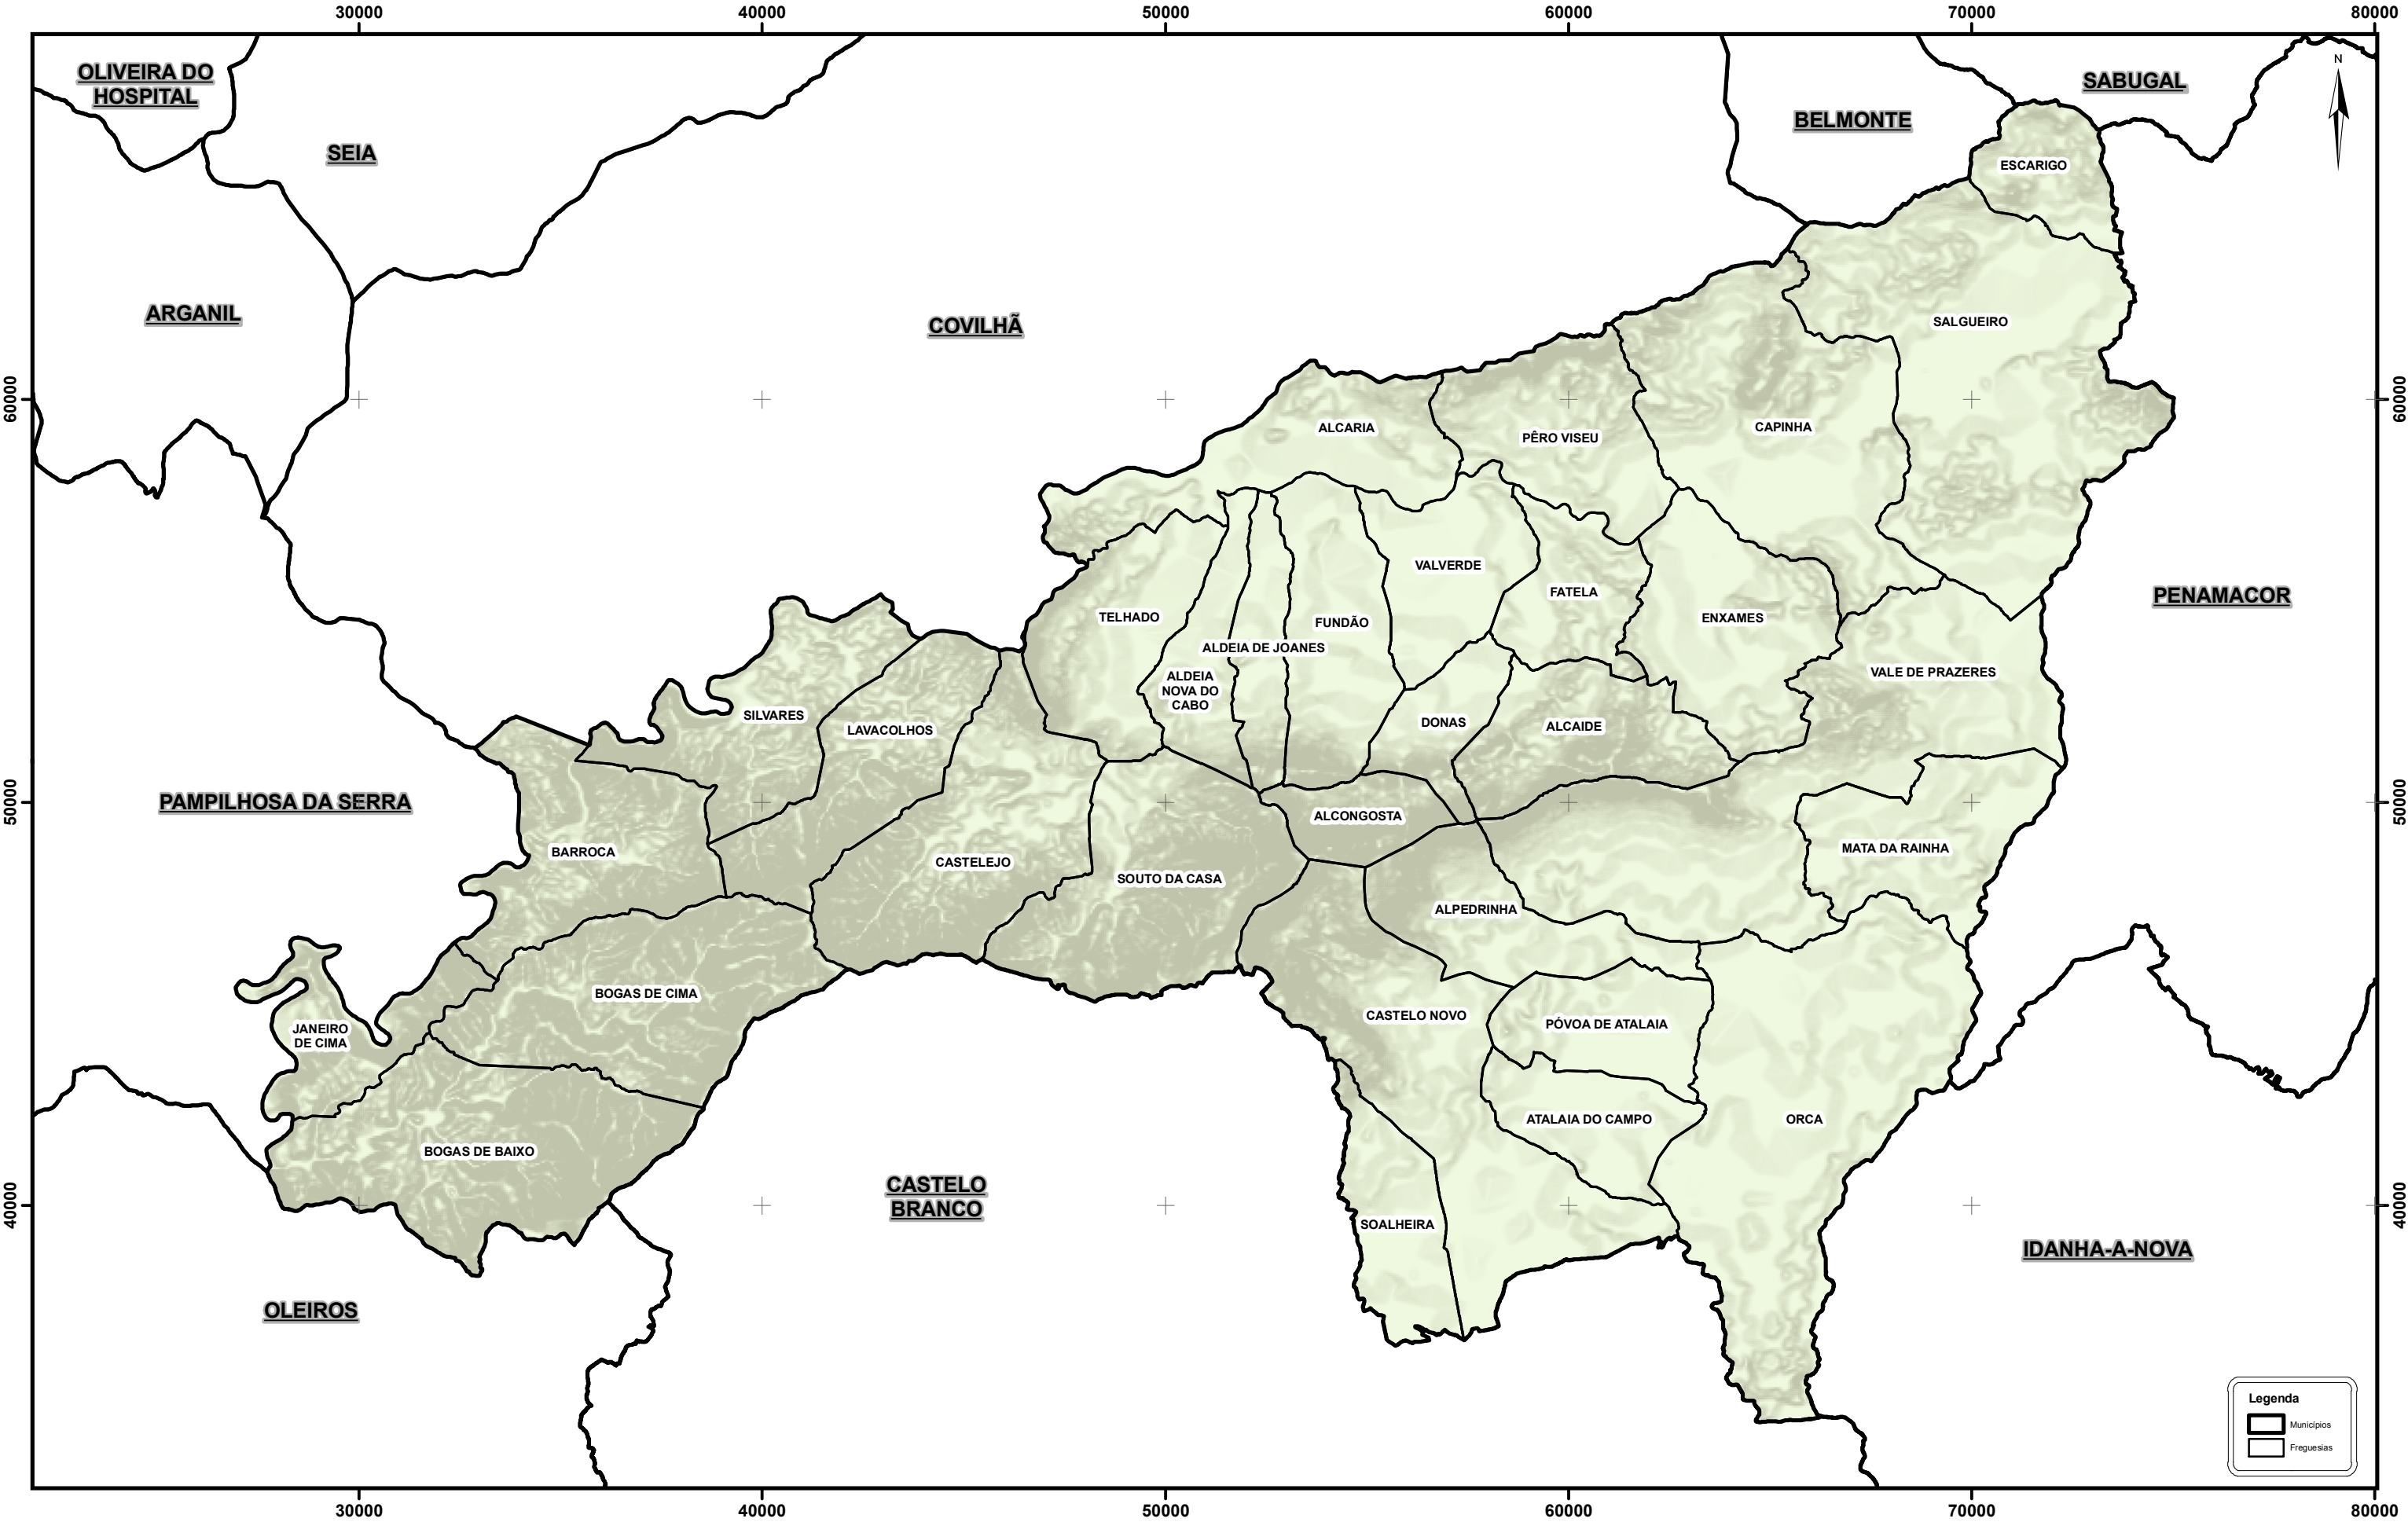 30000
40000
50000
60000
70000
80000
OLIVEIRA DO
HOSPITAL
SEIA
BELMONTE
SABUGAL
N
ESCARIGO
ARGANIL
COVILHÃ
SALGUEIRO
60000
60000
ALCARIA
PÊRO VISEU
CAPINHA
VALVERDE
FATELA
PENAMACOR
TELHADO
FUNDÃO
ENXAMES
ALDEIA DE JOANES
VALE DE PRAZERES
ALDEIA
NOVA DO
CABO
SILVARES
LAVACOLHOS
DONAS
ALCAIDE
50000
PAMPILHOSA DA SERRA
50000
ALCONGOSTA
BARROCA
CASTELEJO
MATA DA RAINHA
SOUTO DA CASA
ALPEDRINHA
BOGAS DE CIMA
CASTELO NOVO
PÓVOA DE ATALAIA
JANEIRO
DE CIMA
ATALAIA DO CAMPO
ORCA
BOGAS DE BAIXO
CASTELO
BRANCO
40000
40000
SOALHEIRA
IDANHA-A-NOVA
OLEIROS
Legenda
Municípios
Freguesias
30000
40000
50000
60000
70000
80000